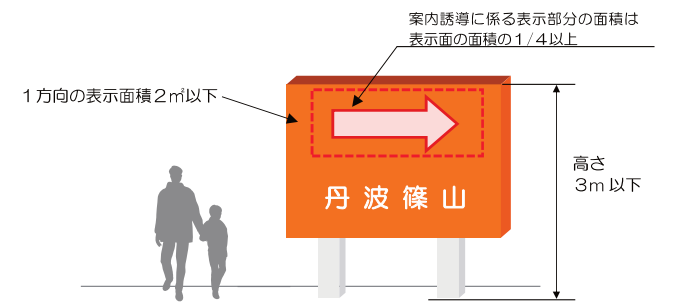 案内誘導に係る表示部分の面積は
表示面の面積の1/4以上
1方向の表示面積2㎡以下
丹波篠山
高さ
3m以下